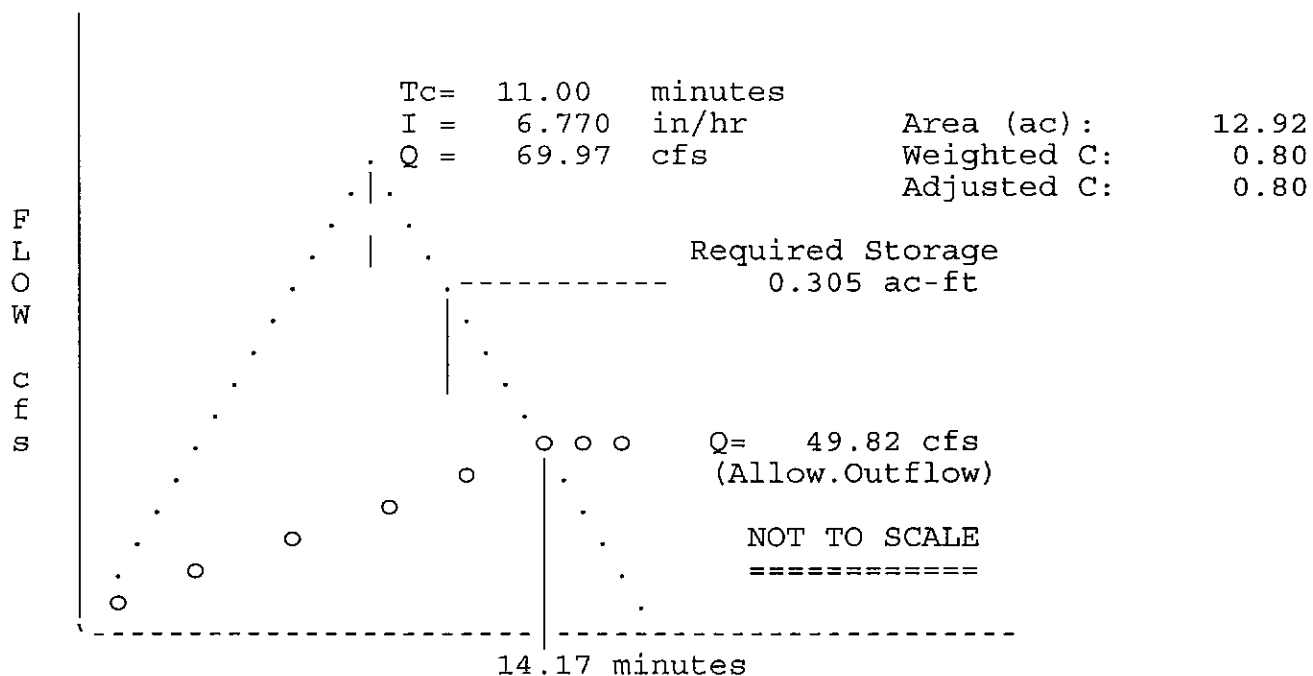 Tc= 11.00 minutes
I = 6.770 in/hr Area (ac): 12.92
Q = 69.97 cfs Weighted C: 0.80
Adjusted C: 0.80
FLOW cfs
Required Storage
0.305 ac-ft
Q= 49.82 cfs
(Allow.Outflow)
NOT TO SCALE
============
14.17 minutes